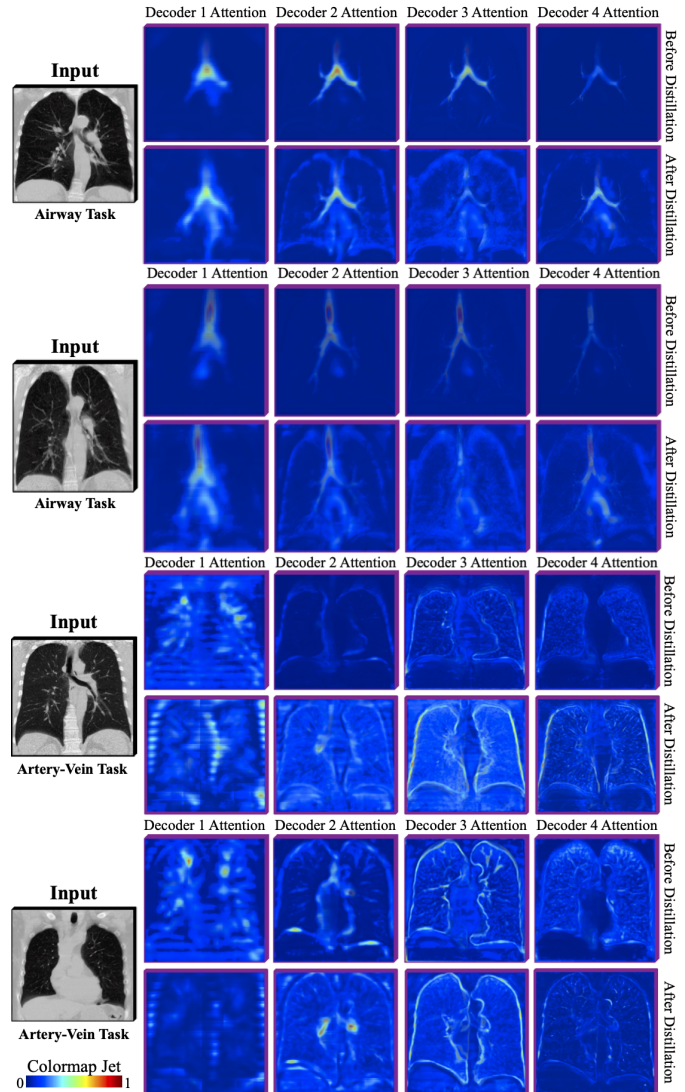 Decoder 1 Attention Decoder 2 Attention Decoder 3 Attention Decoder 4 Attention
Before Distillation
Input
Airway Task
After Distillation
Decoder 1 Attention Decoder 2 Attention Decoder 3 Attention Decoder 4 Attention
Before Distillation
Input
Airway Task
After Distillation
Decoder 1 Attention Decoder 2 Attention Decoder 3 Attention Decoder 4 Attention
Before Distillation
Input
Artery-Vein Task
After Distillation
Decoder 1 Attention Decoder 2 Attention Decoder 3 Attention Decoder 4 Attention
Before Distillation
Input
Artery-Vein Task
After Distillation
Colormap Jet
0 1